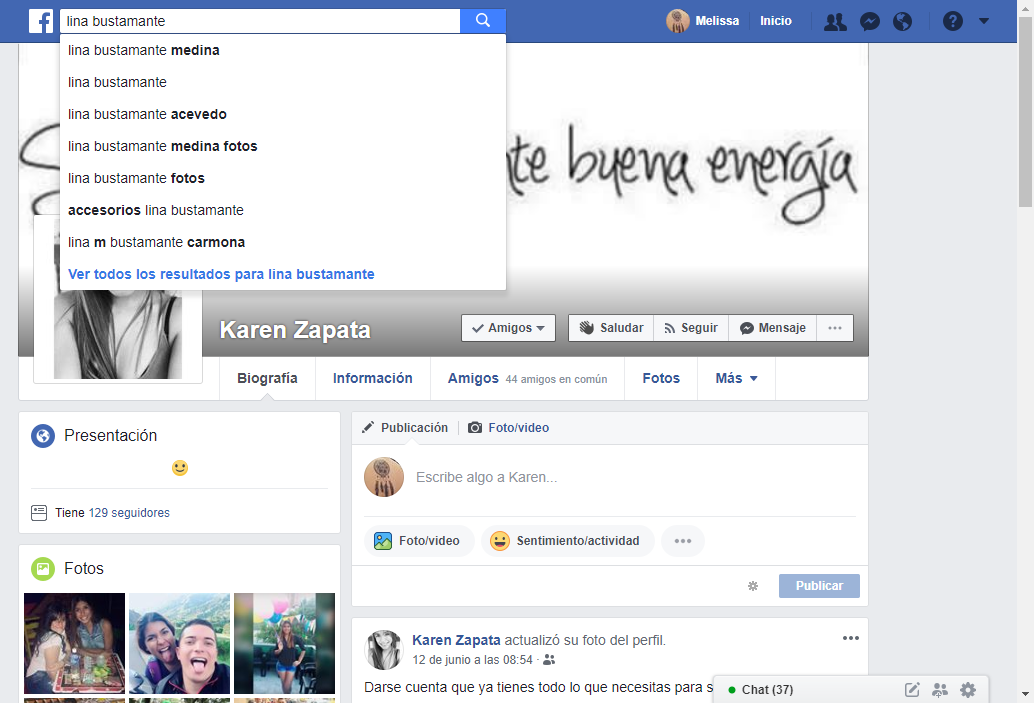 lina bustamante
Melissa
Inicio
lina bustamante medina
lina bustamante
lina bustamante acevedo
lina bustamante medina fotos
lina bustamante fotos
accesorios lina bustamante
lina m bustamante carmona
Ver todos los resultados para lina bustamante
buena energía
Karen Zapata
Amigos
Saludar
Seguir
Mensaje
Biografía
Información
Amigos 44 amigos en común
Fotos
Más
Presentación
Tiene 129 seguidores
Fotos
Publicación
Foto/video
Escribe algo a Karen...
Foto/video
Sentimiento/actividad
Publicar
Karen Zapata actualizó su foto del perfil.
12 de junio a las 08:54 ·
Darse cuenta que ya tienes todo lo que necesitas para s
Chat (37)